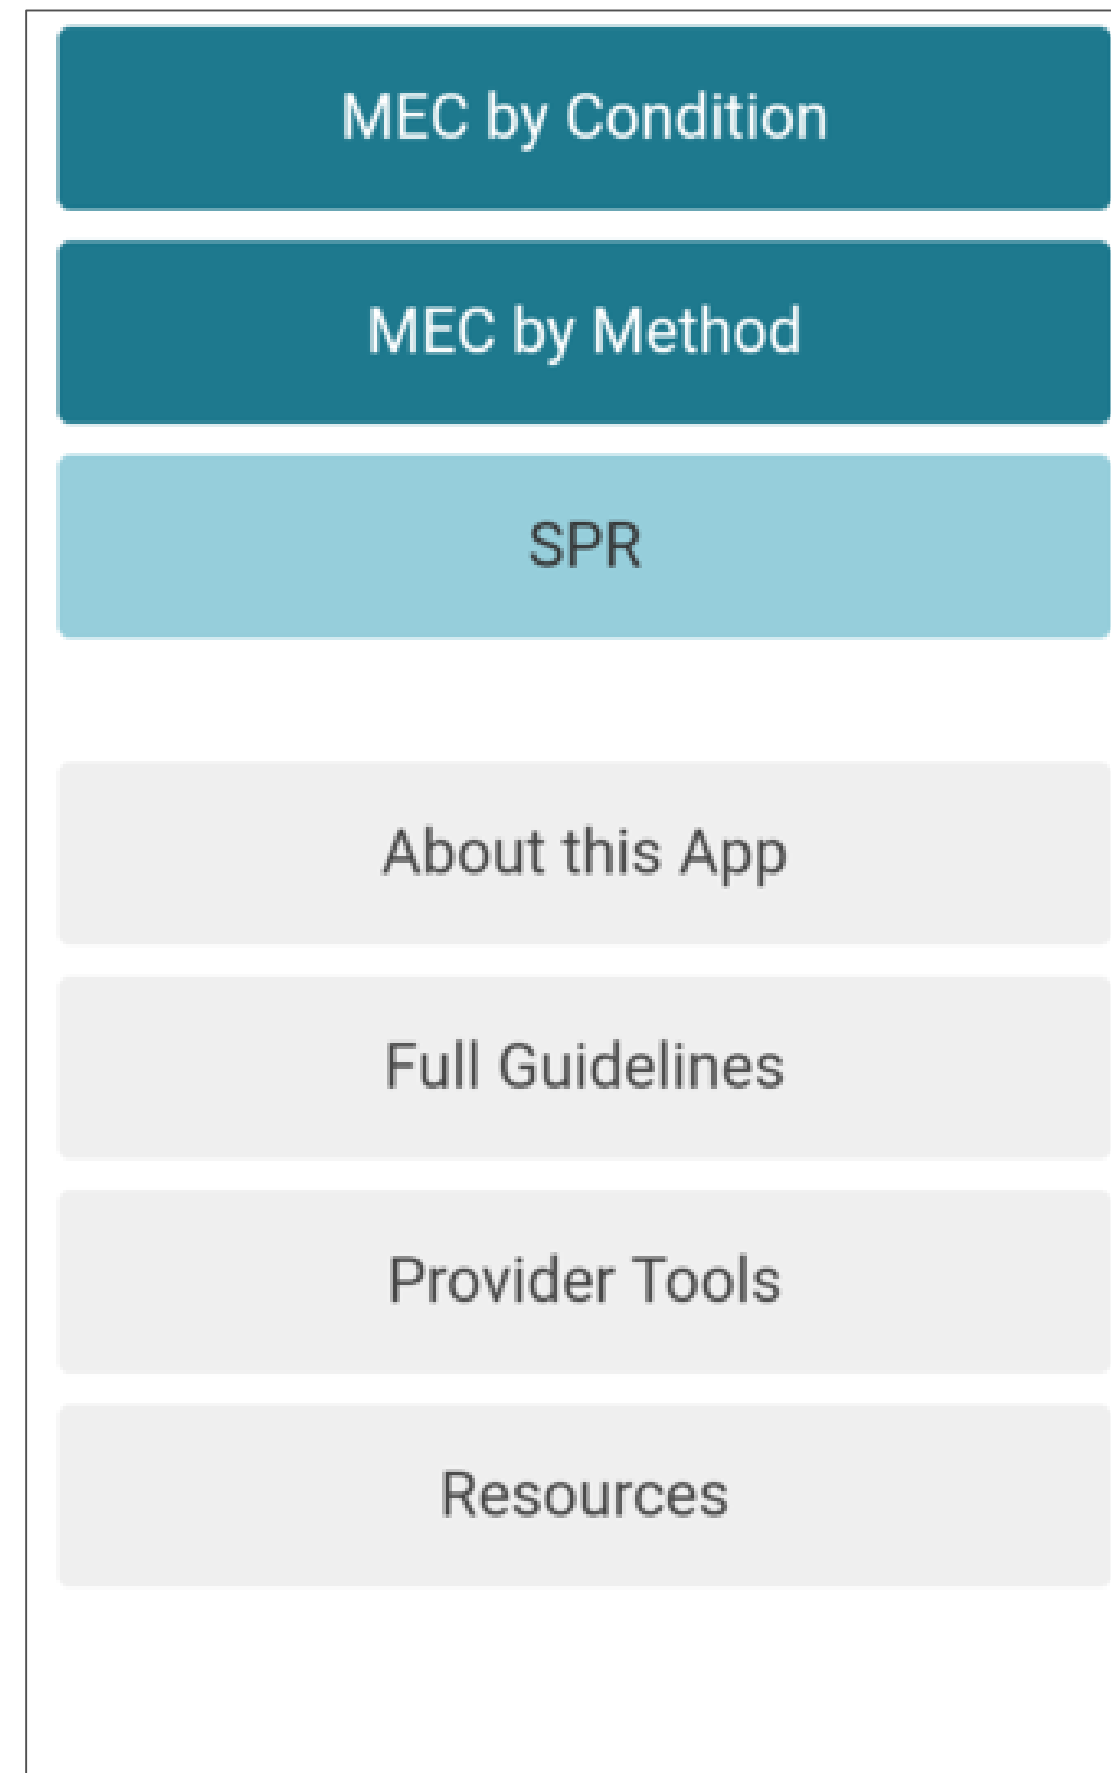 MEC by Condition
MEC by Method
SPR
About this App
Full Guidelines
Provider Tools
Resources